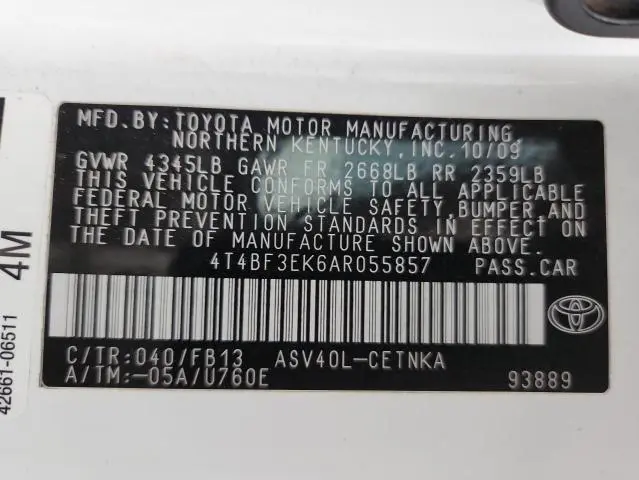 MFD.BY:TOYOTA MOTOR MANUFACTURING,
NORTHERN KENTUCKY, INC. 10/09
GVWR 4345LB GAWR FR 2668LB RR 2359LB
THIS VEHICLE CONFORMS TO ALL APPLICABLE
FEDERAL MOTOR VEHICLE SAFETY, BUMPER, AND
THEFT PREVENTION STANDARDS IN EFFECT ON
THE DATE OF MANUFACTURE SHOWN ABOVE.
4T4BF3EK6AR055857 PASS.CAR
C/TR:040/FB13 ASV40L-CETNKA
A/TM:-05A/U760E 93889
42661-06511 4M